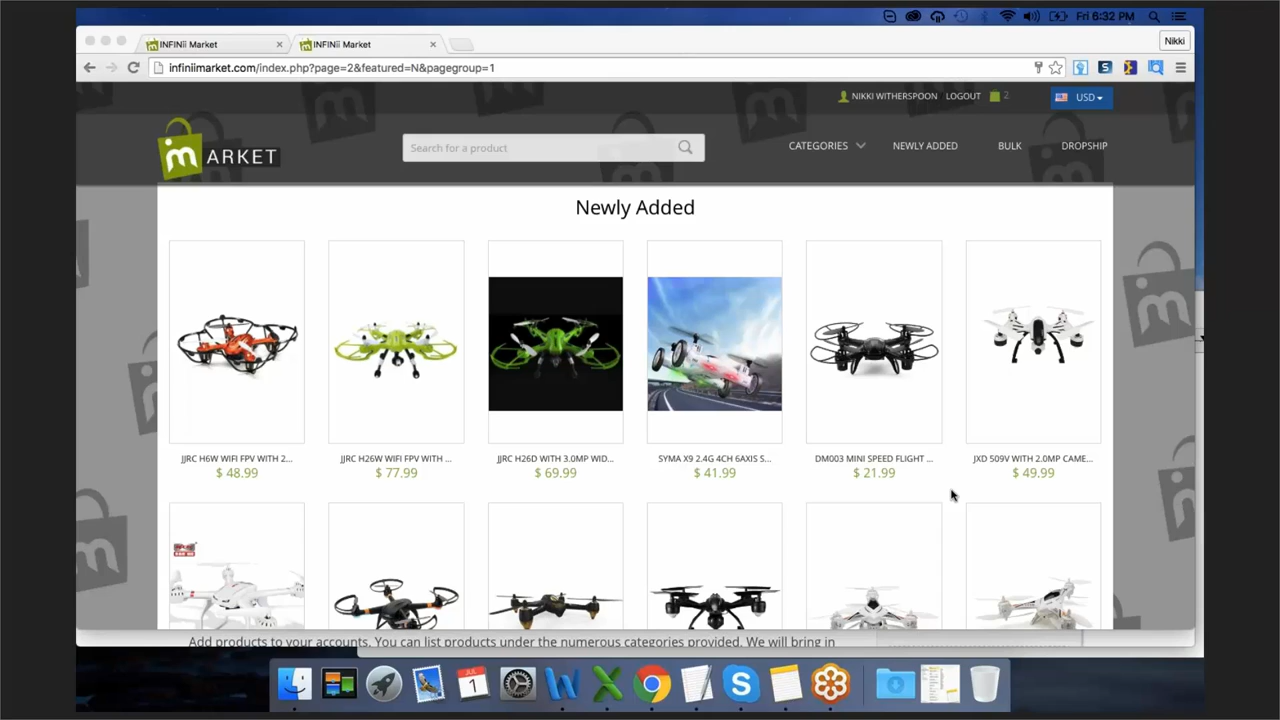 Fri 6:32 PM
INFINii Market
INFINii Market
Nikki
infiniimarket.com/index.php?page=2&featured=N&pagegroup=1
NIKKI WITHERSPOON LOGOUT 2 USD
mARKET
Search for a product
CATEGORIES NEWLY ADDED BULK DROPSHIP
Newly Added
JJRC H6W WIFI FPV WITH 2... JJRC H26W WIFI FPV WITH ... JJRC H26D WITH 3.0MP WID... SYMA X9 2.4G 4CH 6AXIS S... DM003 MINI SPEED FLIGHT ... JXD 509V WITH 2.0MP CAME...
$ 48.99 $ 77.99 $ 69.99 $ 41.99 $ 21.99 $ 49.99
Add products to your accounts. You can list products under the numerous categories provided. We will bring in
JUL
1